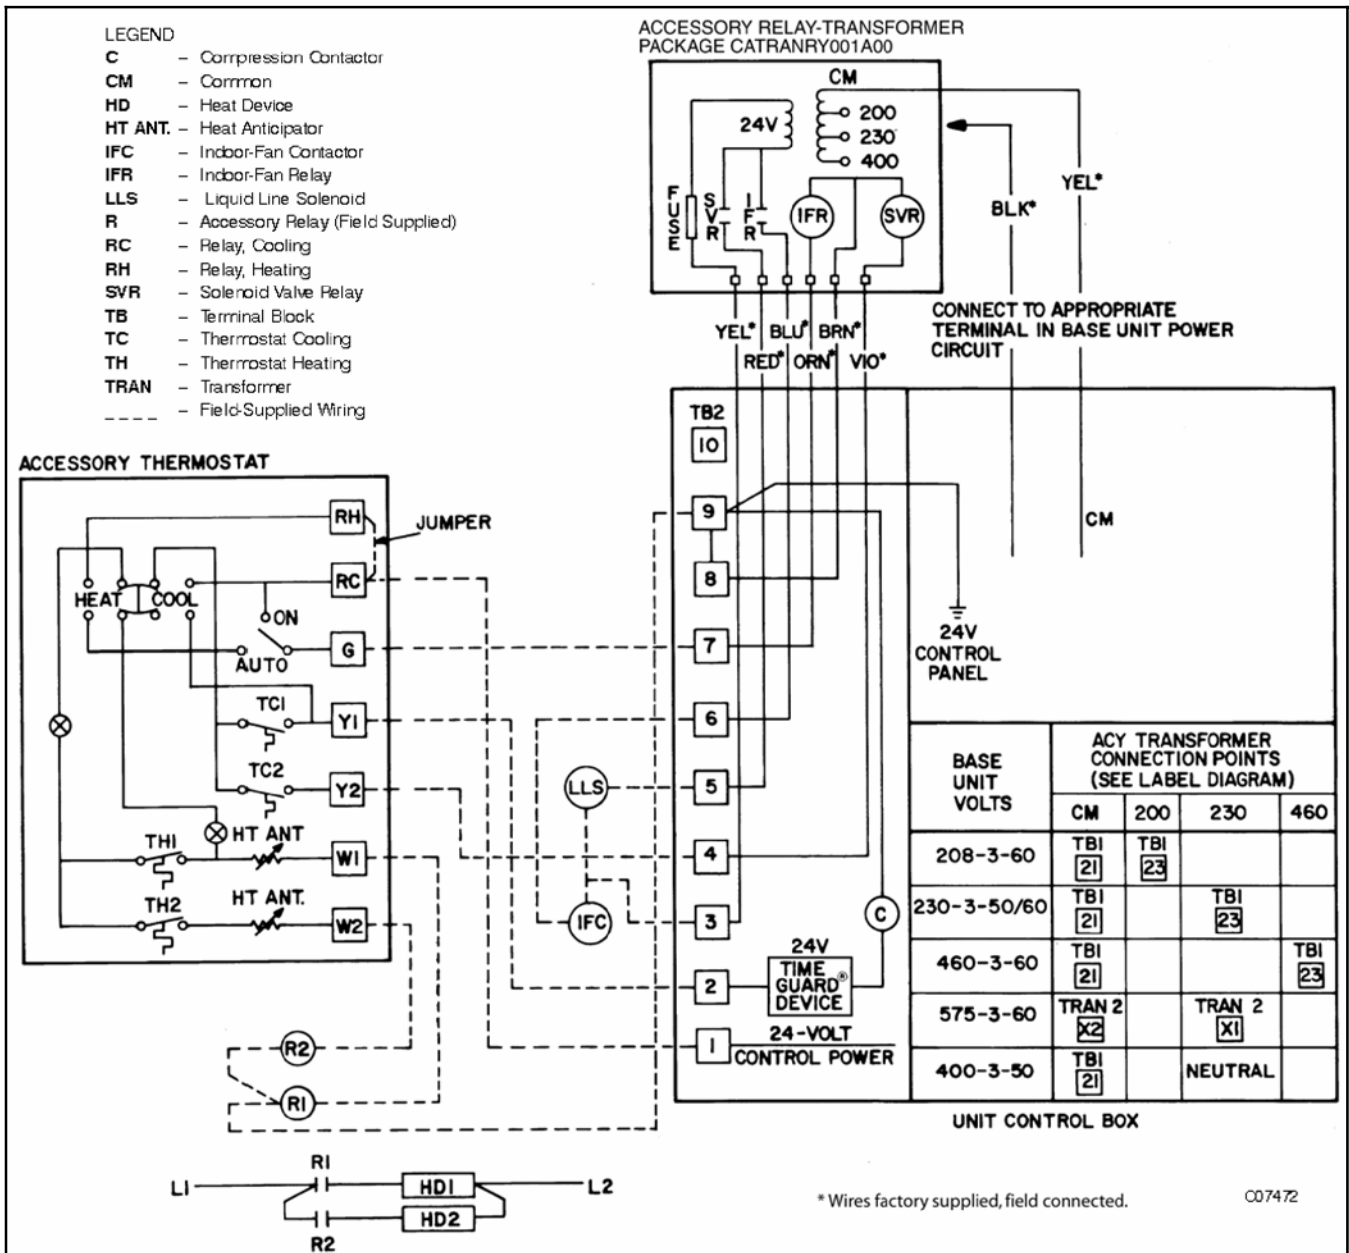 LEGEND
C – Compression Contactor
CM – Common
HD – Heat Device
HT ANT. – Heat Anticipator
IFC – Indoor-Fan Contactor
IFR – Indoor-Fan Relay
LLS – Liquid Line Solenoid
R – Accessory Relay (Field Supplied)
RC – Relay, Cooling
RH – Relay, Heating
SVR – Solenoid Valve Relay
TB – Terminal Block
TC – Thermostat Cooling
TH – Thermostat Heating
TRAN – Transformer
____ – Field-Supplied Wiring
ACCESSORY RELAY-TRANSFORMER
PACKAGE CATRANRY001A00
CM
24V
200
230
400
FUSE
SVR
IFR
IFR
SVR
BLK*
YEL*
CONNECT TO APPROPRIATE
TERMINAL IN BASE UNIT POWER
CIRCUIT
YEL* BLU* BRN*
RED* ORN* VIO*
ACCESSORY THERMOSTAT
RH
JUMPER
RC
HEAT COOL
ON
AUTO
G
TC1
Y1
TC2
Y2
TH1
HT ANT
W1
TH2
HT ANT.
W2
LLS
IFC
R2
R1
TB2
10
9
8
7
6
5
4
3
2
1
C
24V
TIME
GUARD®
DEVICE
24-VOLT
CONTROL POWER
CM
24V
CONTROL
PANEL
BASE
UNIT
VOLTS
ACY TRANSFORMER
CONNECTION POINTS
(SEE LABEL DIAGRAM)
CM 200 230 460
208-3-60 TB1 21 TB1 23
230-3-50/60 TB1 21 TB1 23
460-3-60 TB1 21 TB1 23
575-3-60 TRAN 2 X2 TRAN 2 X1
400-3-50 TB1 21 NEUTRAL
UNIT CONTROL BOX
L1
R1
HD1
L2
R2
HD2
* Wires factory supplied, field connected.
C07472